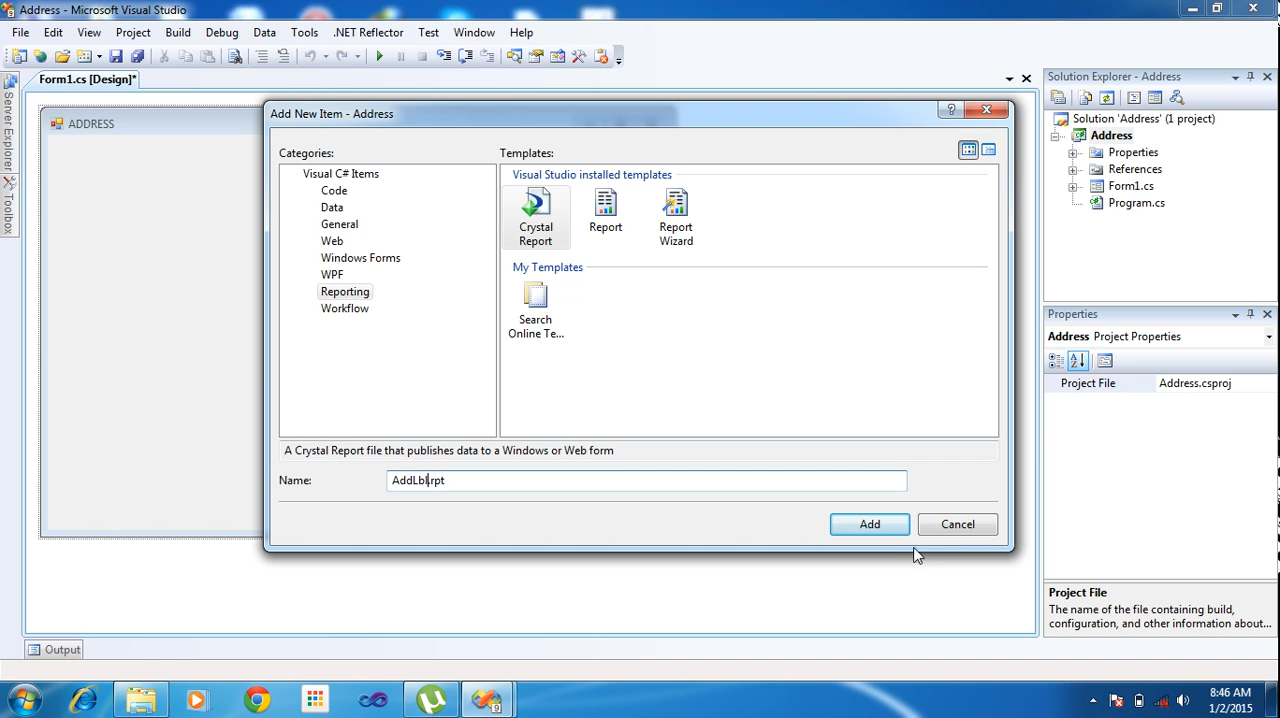 Address - Microsoft Visual Studio
File Edit View Project Build Debug Data Tools .NET Reflector Test Window Help
Form1.cs [Design]*
Server Explorer
Toolbox
ADDRESS
Add New Item - Address
Categories:
Visual C# Items
Code
Data
General
Web
Windows Forms
WPF
Reporting
Workflow
Templates:
Visual Studio installed templates
Crystal Report
Report
Report Wizard
My Templates
Search Online Te...
A Crystal Report file that publishes data to a Windows or Web form
Name: AddLbl.rpt
Add Cancel
Solution Explorer - Address
Solution 'Address' (1 project)
Address
Properties
References
Form1.cs
Program.cs
Properties
Address Project Properties
Project File Address.csproj
Project File
The name of the file containing build, configuration, and other information about...
Output
8:46 AM
1/2/2015